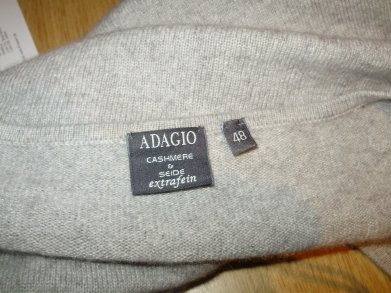 ADAGIO
CASHMERE
&
SEIDE
extrafein
48